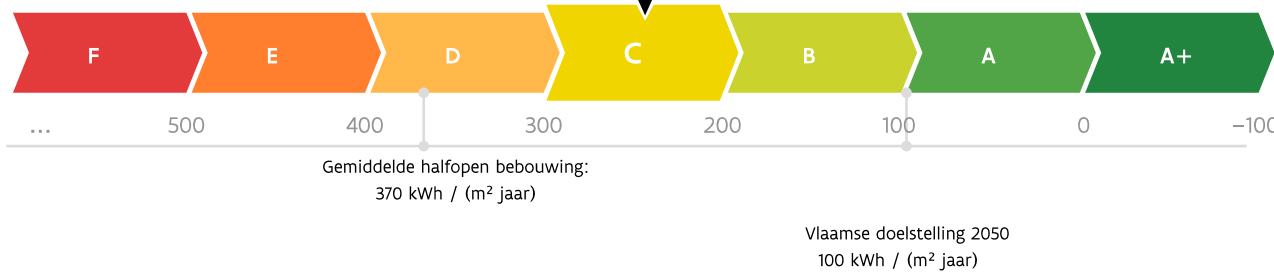 F E D C B A A+
... 500 400 300 200 100 0 −100
Gemiddelde halfopen bebouwing:
370 kWh / (m² jaar)
Vlaamse doelstelling 2050
100 kWh / (m² jaar)